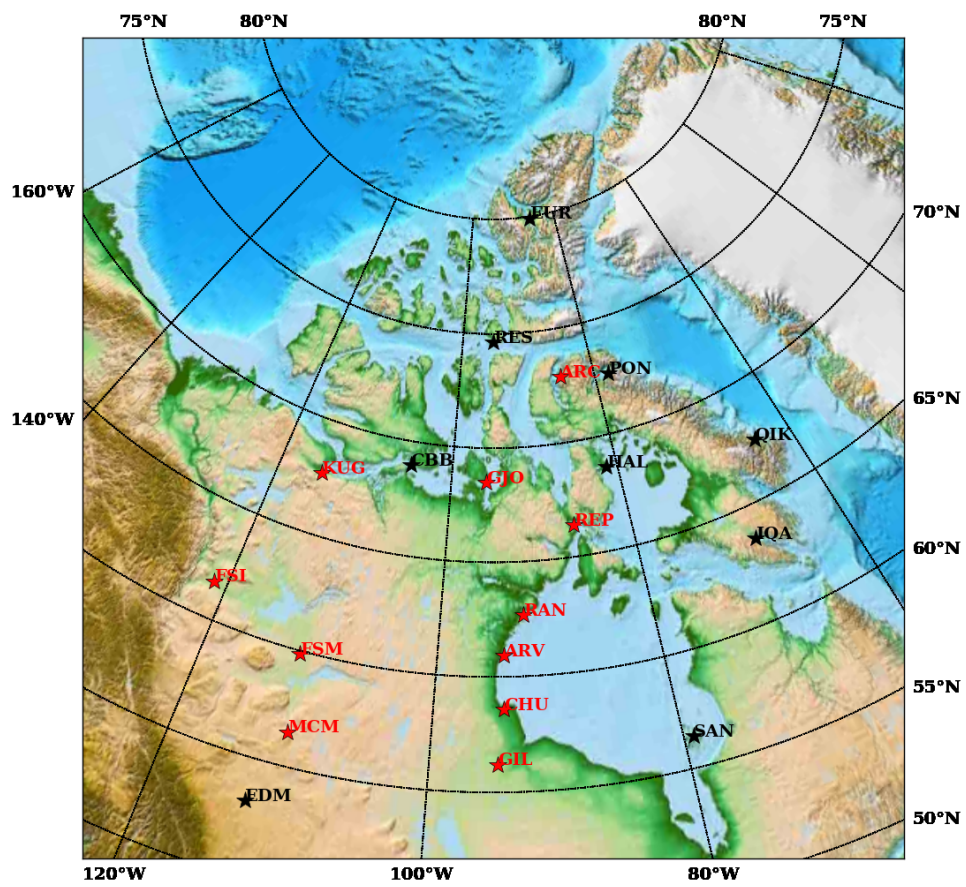 75°N 80°N 80°N 75°N
160°W
70°N
EUR
RES
ARC
PON
65°N
140°W
QIK
KUG
CBB
GJO
HAL
REP
IQA
60°N
FSI
RAN
FSM
ARV
55°N
CHU
MCM
SAN
GIL
EDM
50°N
120°W 100°W 80°W